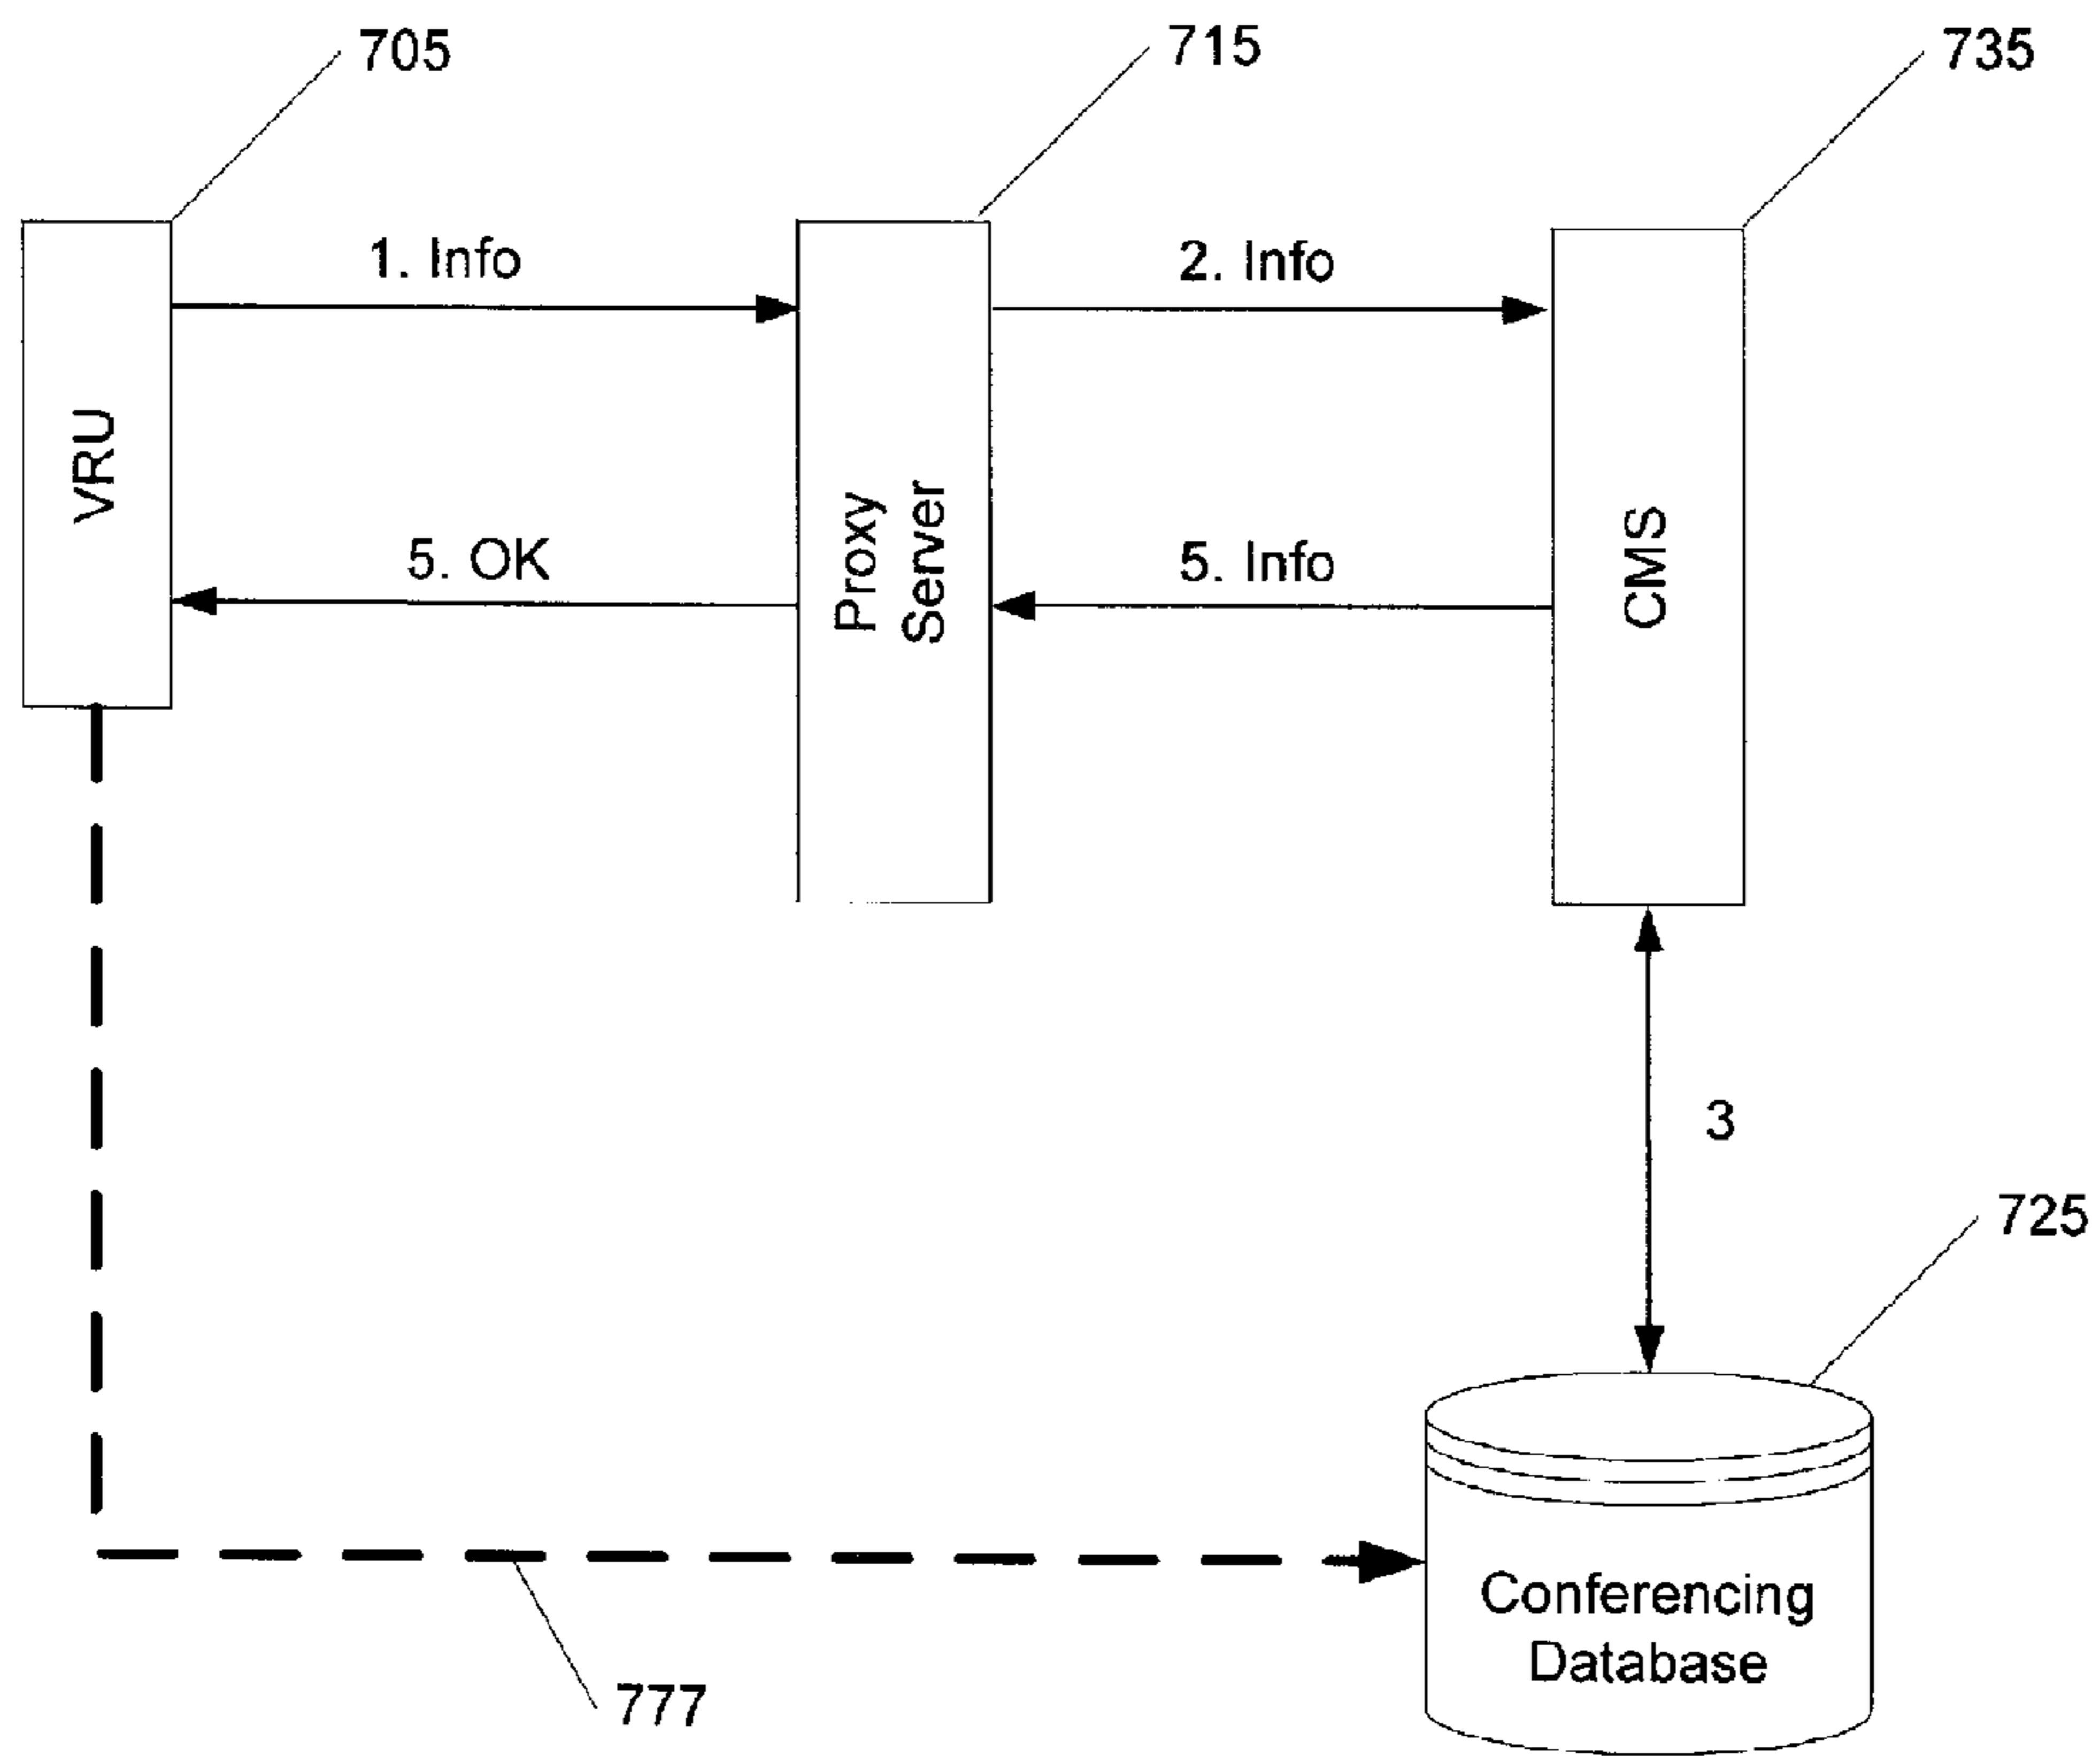 705
715
735
1. Info
2. Info
VRU
Proxy
Server
CMS
5. OK
5. Info
3
725
Conferencing
Database
777